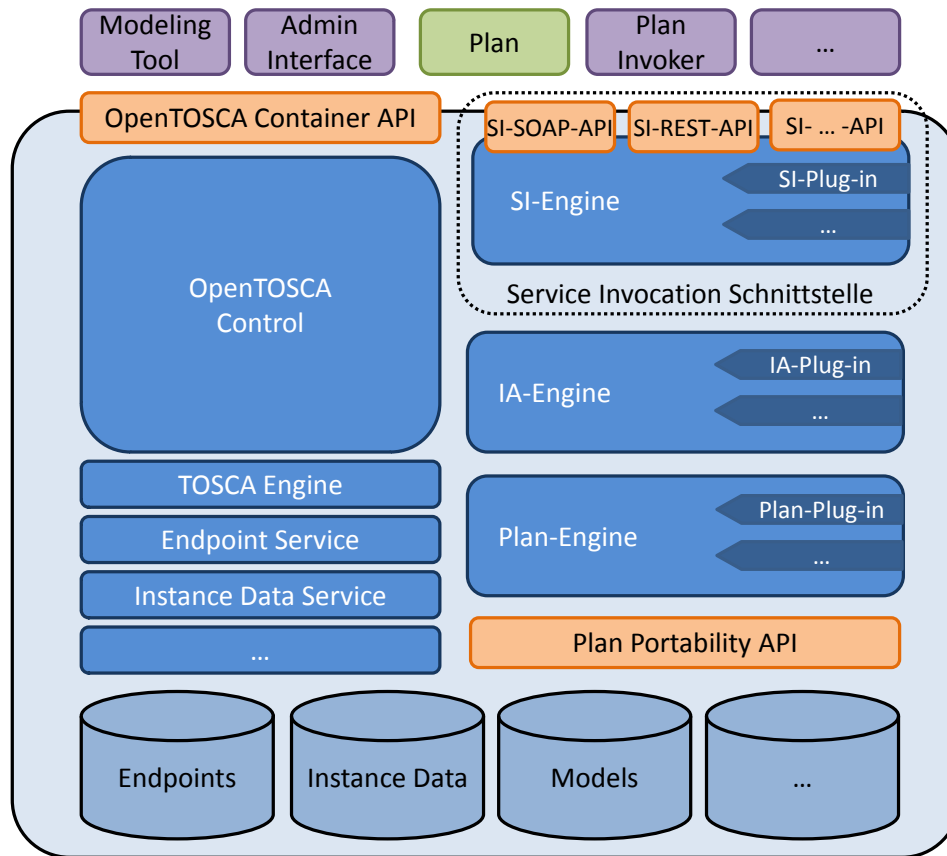 Modeling
Tool
Admin
Interface
Plan
Plan
Invoker
...
OpenTOSCA Container API
SI-SOAP-API
SI-REST-API
SI- ... -API
OpenTOSCA
Control
SI-Engine
SI-Plug-in
...
Service Invocation Schnittstelle
IA-Engine
IA-Plug-in
...
TOSCA Engine
Endpoint Service
Instance Data Service
...
Plan-Engine
Plan-Plug-in
...
Plan Portability API
Endpoints
Instance Data
Models
...